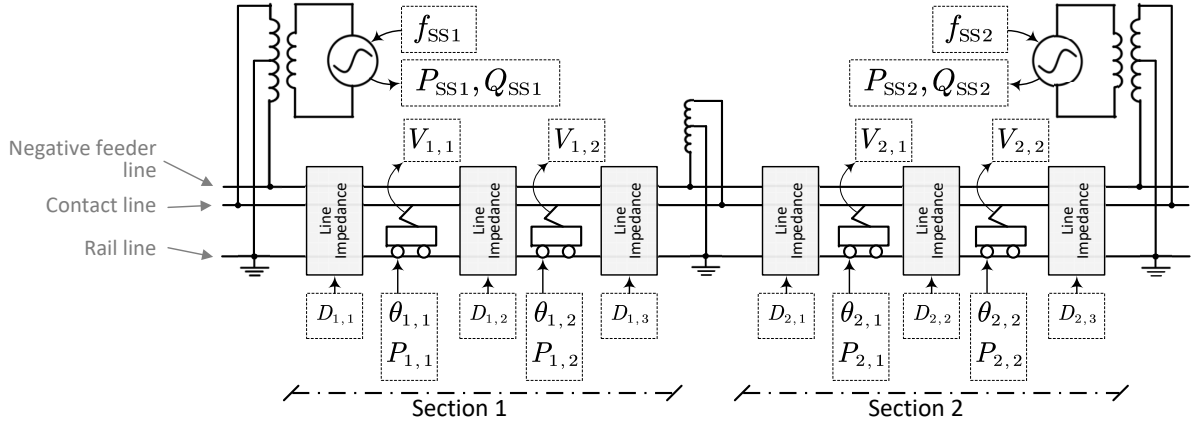 f_SS1
P_SS1, Q_SS1
f_SS2
P_SS2, Q_SS2
V_1,1
V_1,2
V_2,1
V_2,2
Negative feeder
line
Contact line
Rail line
Line
Impedance
Line
Impedance
Line
Impedance
Line
Impedance
Line
Impedance
Line
Impedance
D_1,1
θ_1,1
P_1,1
D_1,2
θ_1,2
P_1,2
D_1,3
D_2,1
θ_2,1
P_2,1
D_2,2
θ_2,2
P_2,2
D_2,3
Section 1
Section 2